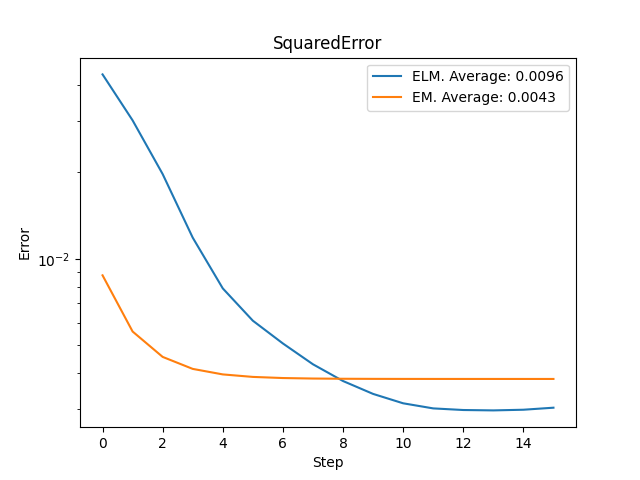 SquaredError
ELM. Average: 0.0096
EM. Average: 0.0043
Error
10⁻²
0 2 4 6 8 10 12 14
Step